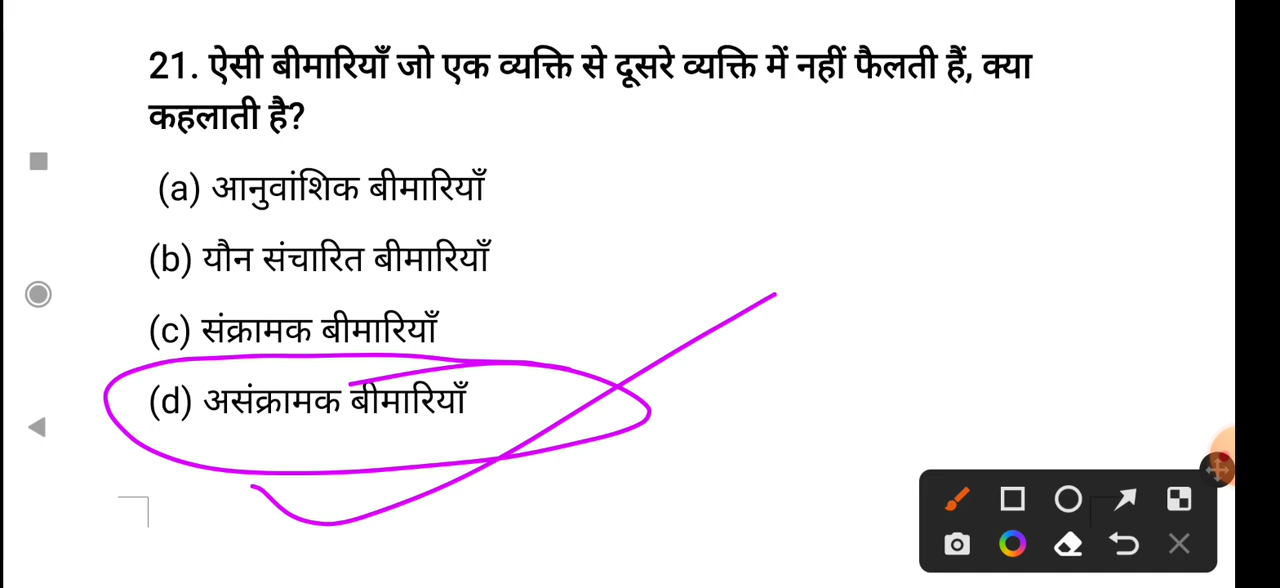 21. ऐसी बीमारियाँ जो एक व्यक्ति से दूसरे व्यक्ति में नहीं फैलती हैं, क्या
कहलाती है?
(a) आनुवांशिक बीमारियाँ
(b) यौन संचारित बीमारियाँ
(c) संक्रामक बीमारियाँ
(d) असंक्रामक बीमारियाँ